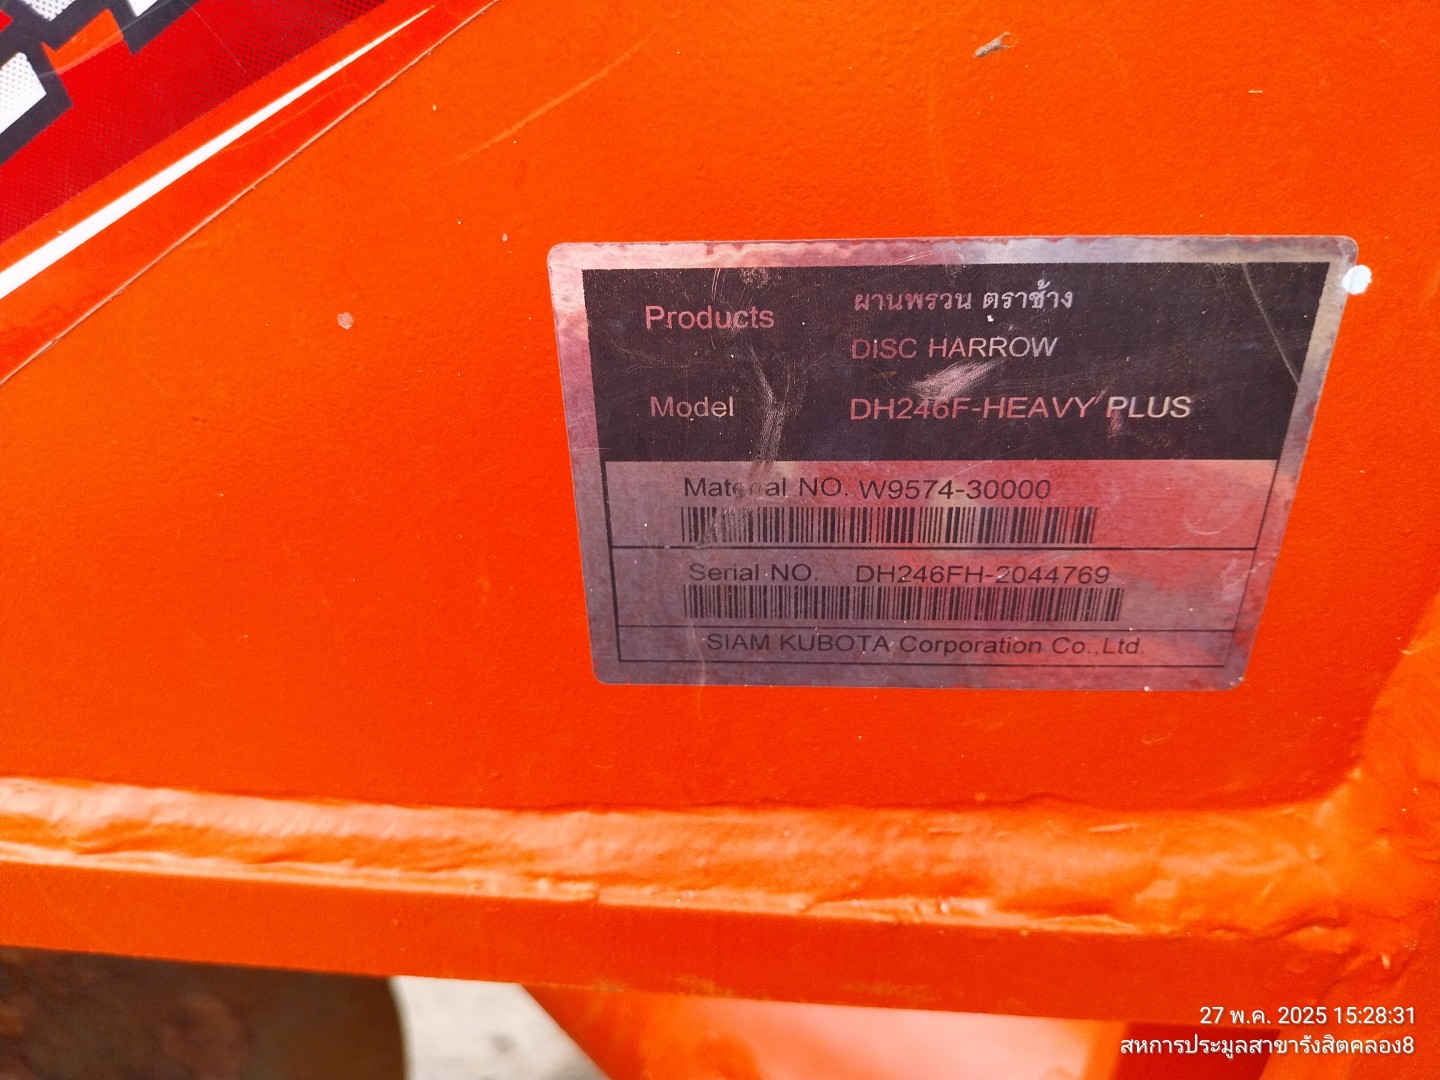 Products ผานพรวน ตราช้าง
DISC HARROW
Model DH246F-HEAVY PLUS
Material NO. W9574-30000
Serial NO. DH246FH-2044769
SIAM KUBOTA Corporation Co.,Ltd.
27 พ.ค. 2025 15:28:31
สหการประมูลสาขารังสิตคลอง8